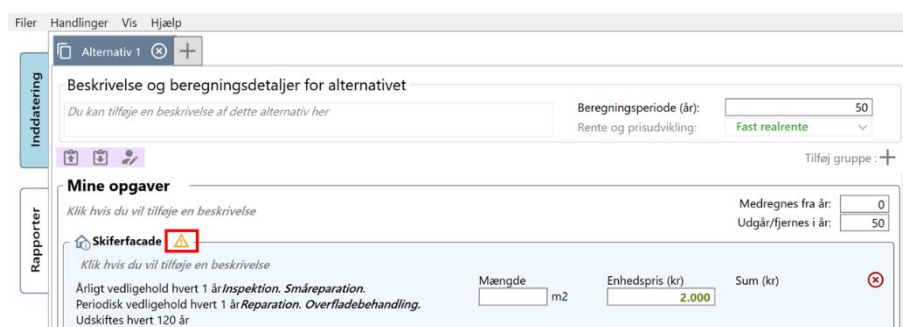 Filer Handlinger Vis Hjælp
Alternativ 1
Inddatering
Beskrivelse og beregningsdetaljer for alternativet
Du kan tilføje en beskrivelse af dette alternativ her
Beregningsperiode (år): 50
Rente og prisudvikling: Fast realrente
Tilføj gruppe :
Rapporter
Mine opgaver
Klik hvis du vil tilføje en beskrivelse
Medregnes fra år: 0
Udgår/fjernes i år: 50
Skiferfacade
Klik hvis du vil tilføje en beskrivelse
Årligt vedligehold hvert 1 år Inspektion. Småreparation.
Periodisk vedligehold hvert 1 år Reparation. Overfladebehandling.
Udskiftes hvert 120 år
Mængde
m2
Enhedspris (kr)
2.000
Sum (kr)